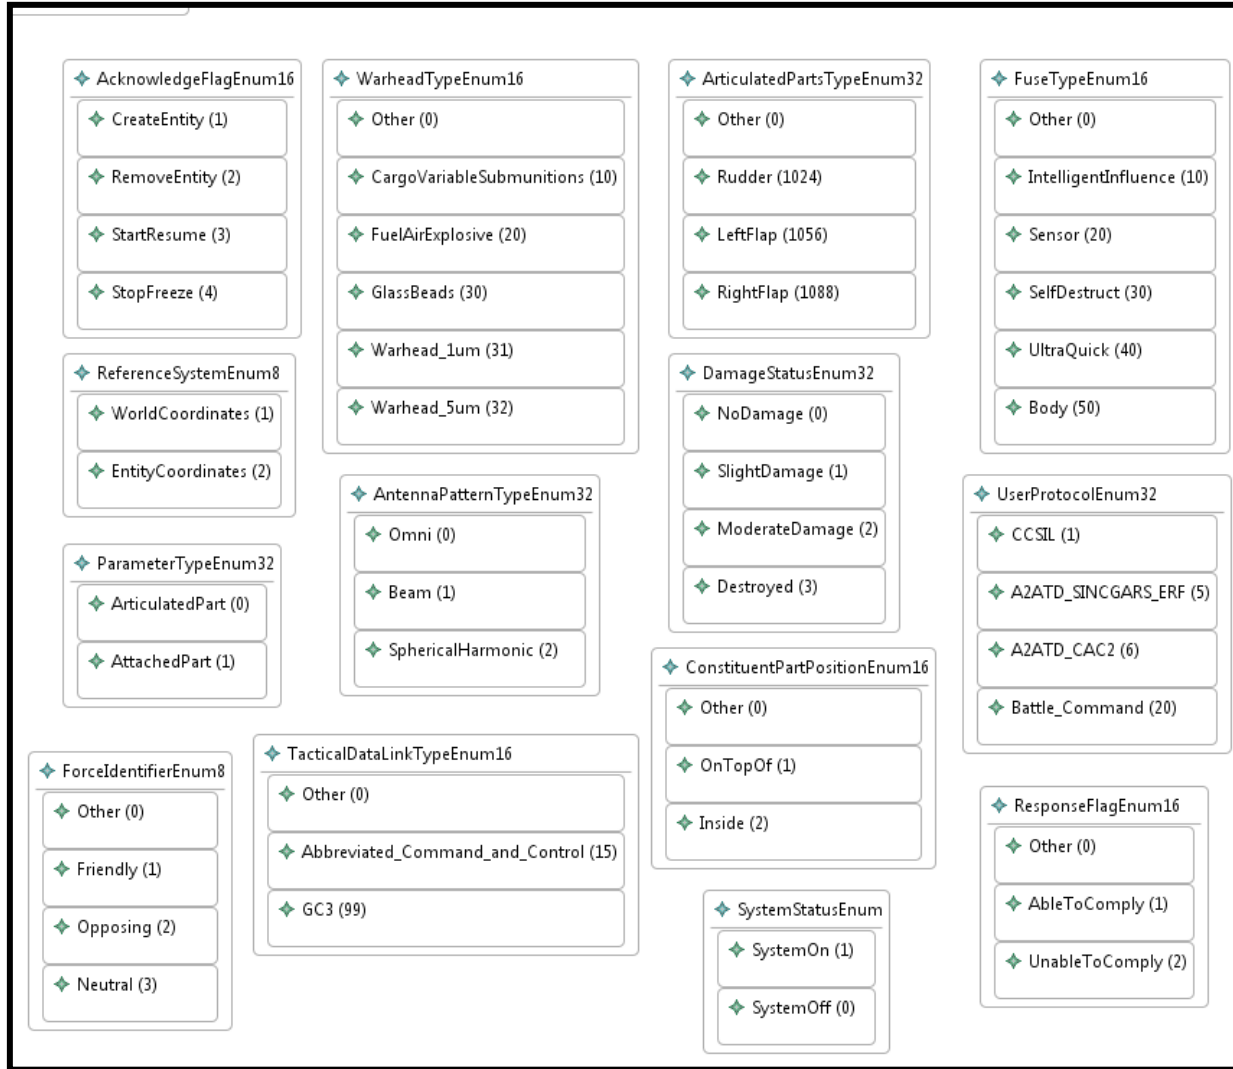 AcknowledgeFlagEnum16
CreateEntity (1)
RemoveEntity (2)
StartResume (3)
StopFreeze (4)
WarheadTypeEnum16
Other (0)
CargoVariableSubmunitions (10)
FuelAirExplosive (20)
GlassBeads (30)
Warhead_1um (31)
Warhead_5um (32)
ArticulatedPartsTypeEnum32
Other (0)
Rudder (1024)
LeftFlap (1056)
RightFlap (1088)
FuseTypeEnum16
Other (0)
IntelligentInfluence (10)
Sensor (20)
SelfDestruct (30)
UltraQuick (40)
Body (50)
ReferenceSystemEnum8
WorldCoordinates (1)
EntityCoordinates (2)
DamageStatusEnum32
NoDamage (0)
SlightDamage (1)
ModerateDamage (2)
Destroyed (3)
AntennaPatternTypeEnum32
Omni (0)
Beam (1)
SphericalHarmonic (2)
UserProtocolEnum32
CCSIL (1)
A2ATD_SINCGARS_ERF (5)
A2ATD_CAC2 (6)
Battle_Command (20)
ParameterTypeEnum32
ArticulatedPart (0)
AttachedPart (1)
ConstituentPartPositionEnum16
Other (0)
OnTopOf (1)
Inside (2)
ForceIdentifierEnum8
Other (0)
Friendly (1)
Opposing (2)
Neutral (3)
TacticalDataLinkTypeEnum16
Other (0)
Abbreviated_Command_and_Control (15)
GC3 (99)
ResponseFlagEnum16
Other (0)
AbleToComply (1)
UnableToComply (2)
SystemStatusEnum
SystemOn (1)
SystemOff (0)